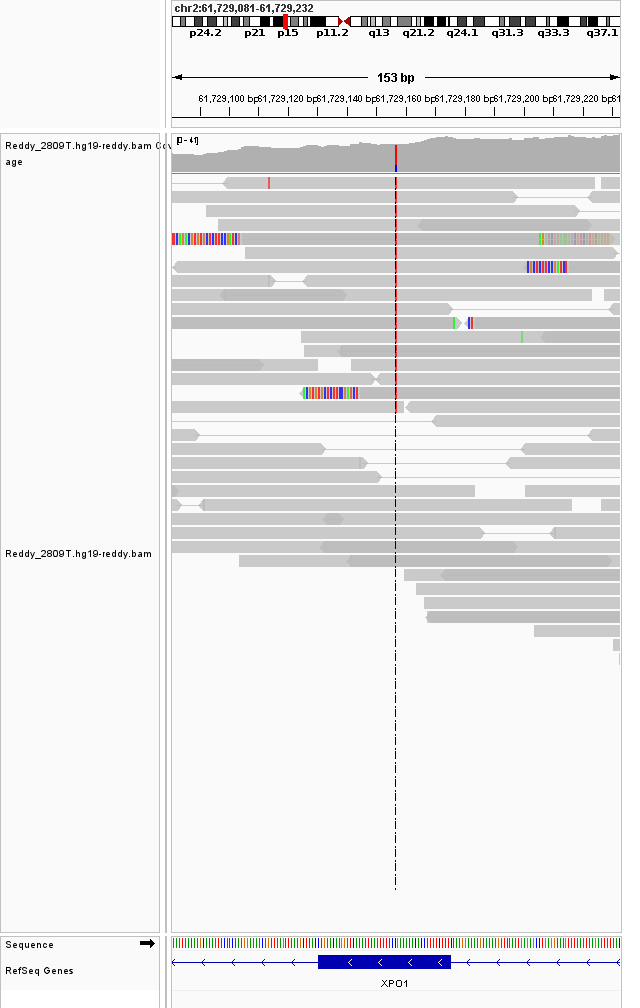 chr2:61,729,081-61,729,232
p24.2 p21 p15 p11.2 q13 q21.2 q24.1 q31.3 q33.3 q37.1
153 bp
61,729,100 bp 61,729,120 bp 61,729,140 bp 61,729,160 bp 61,729,180 bp 61,729,200 bp 61,729,220 bp 61
Reddy_2809T.hg19-reddy.bam Cov
age
[0 - 41]
Reddy_2809T.hg19-reddy.bam
Sequence
RefSeq Genes
XPO1